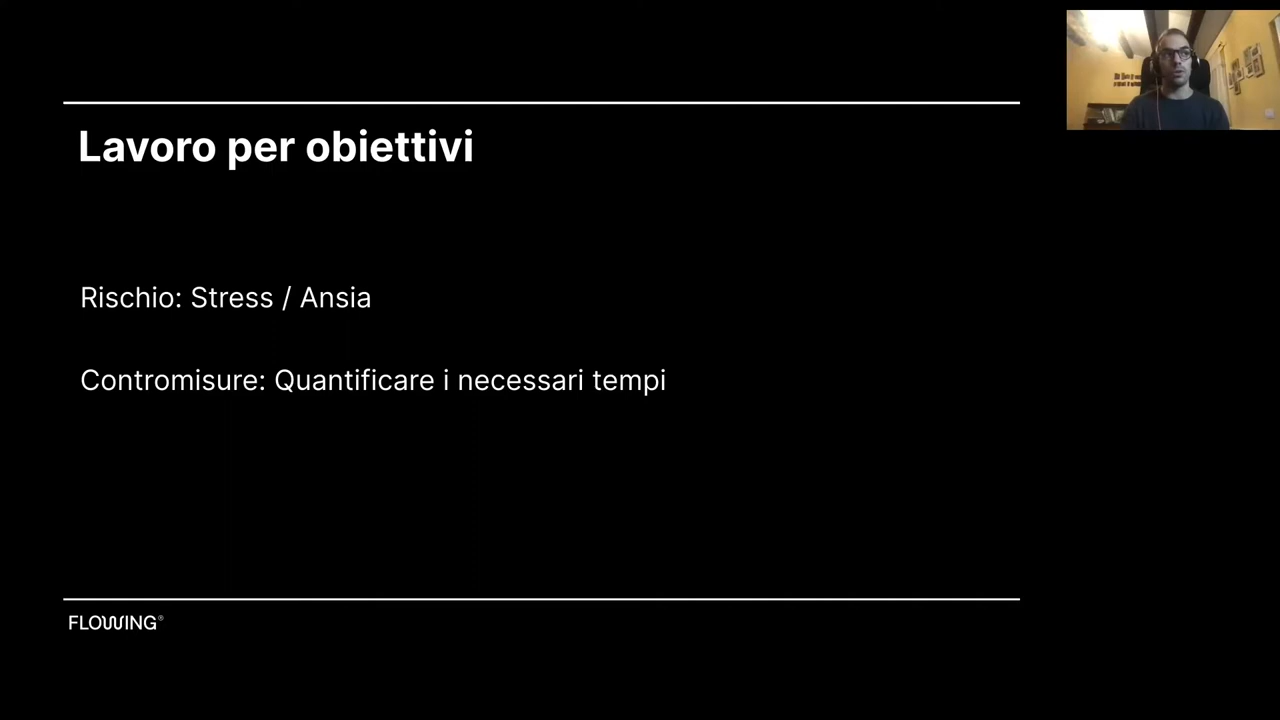 Lavoro per obiettivi
Rischio: Stress / Ansia
Contromisure: Quantificare i necessari tempi
FLOWING®